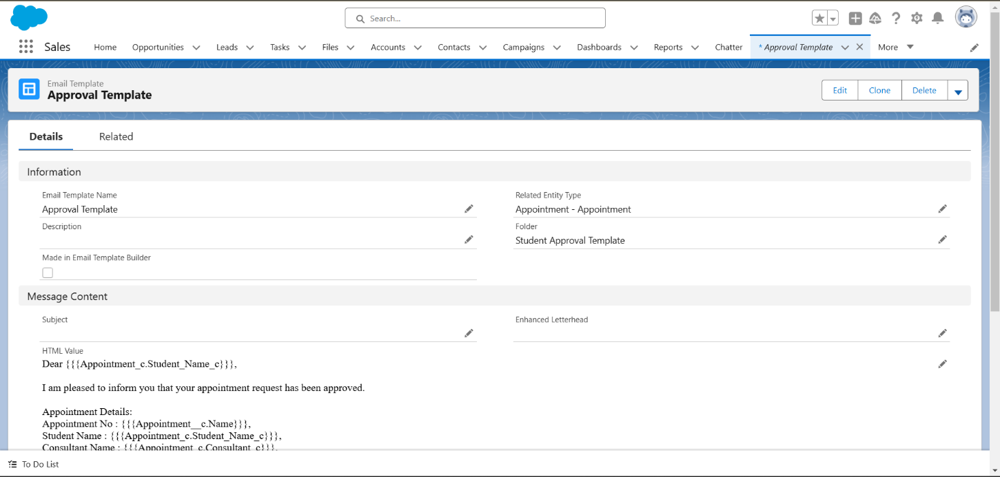 Search...
Sales
Home
Opportunities
Leads
Tasks
Files
Accounts
Contacts
Campaigns
Dashboards
Reports
Chatter
* Approval Template
More
Email Template
Approval Template
Edit
Clone
Delete
Details
Related
Information
Email Template Name
Approval Template
Related Entity Type
Appointment - Appointment
Description
Folder
Student Approval Template
Made in Email Template Builder
Message Content
Subject
Enhanced Letterhead
HTML Value
Dear {{{Appointment_c.Student_Name_c}}},
I am pleased to inform you that your appointment request has been approved.
Appointment Details:
Appointment No : {{{Appointment__c.Name}}},
Student Name : {{{Appointment_c.Student_Name_c}}},
Consultant Name : {{{Appointment_c.Consultant_c}}},
To Do List